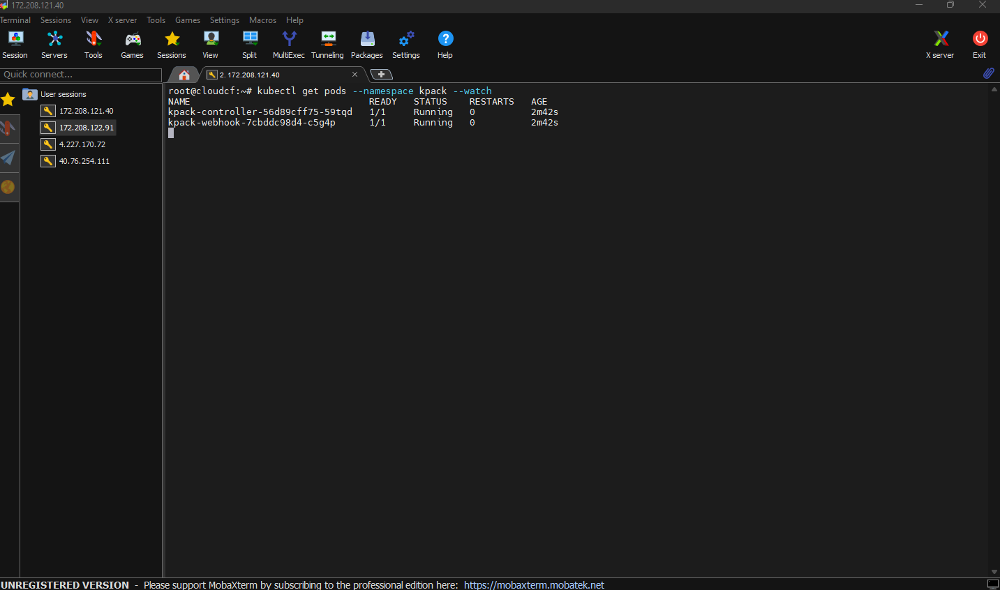 172.208.121.40
Terminal Sessions View X server Tools Games Settings Macros Help
Session Servers Tools Games Sessions View Split MultiExec Tunneling Packages Settings Help X server Exit
Quick connect...
2. 172.208.121.40
User sessions
172.208.121.40
172.208.122.91
4.227.170.72
40.76.254.111
root@cloudcf:~# kubectl get pods --namespace kpack --watch
NAME READY STATUS RESTARTS AGE
kpack-controller-56d89cff75-59tqd 1/1 Running 0 2m42s
kpack-webhook-7cbddc98d4-c5g4p 1/1 Running 0 2m42s
UNREGISTERED VERSION - Please support MobaXterm by subscribing to the professional edition here: https://mobaxterm.mobatek.net